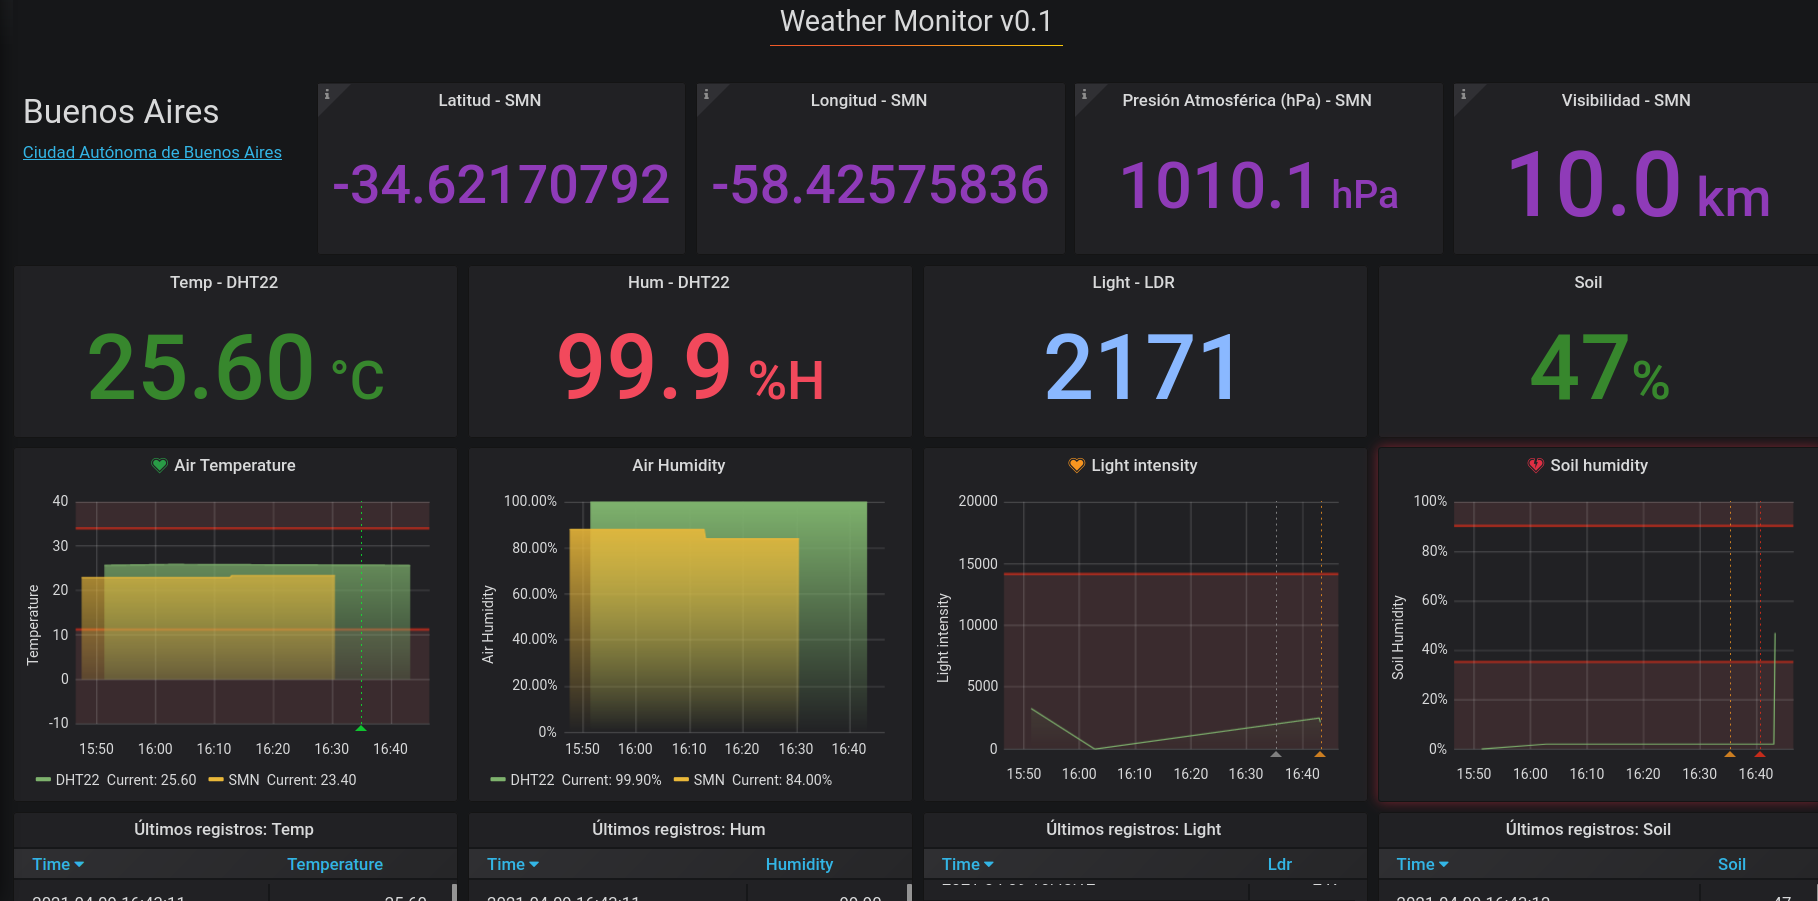 Weather Monitor v0.1
Buenos Aires
Ciudad Autónoma de Buenos Aires
Latitud - SMN
-34.62170792
Longitud - SMN
-58.42575836
Presión Atmosférica (hPa) - SMN
1010.1 hPa
Visibilidad - SMN
10.0 km
Temp - DHT22
25.60 °C
Hum - DHT22
99.9 %H
Light - LDR
2171
Soil
47%
Air Temperature
Temperature
40
30
20
10
0
-10
15:50 16:00 16:10 16:20 16:30 16:40
DHT22 Current: 25.60 SMN Current: 23.40
Air Humidity
Air Humidity
100.00%
80.00%
60.00%
40.00%
20.00%
0%
15:50 16:00 16:10 16:20 16:30 16:40
DHT22 Current: 99.90% SMN Current: 84.00%
Light intensity
Light intensity
20000
15000
10000
5000
0
15:50 16:00 16:10 16:20 16:30 16:40
Soil humidity
Soil Humidity
100%
80%
60%
40%
20%
0%
15:50 16:00 16:10 16:20 16:30 16:40
Últimos registros: Temp
Time Temperature
Últimos registros: Hum
Time Humidity
Últimos registros: Light
Time Ldr
Últimos registros: Soil
Time Soil